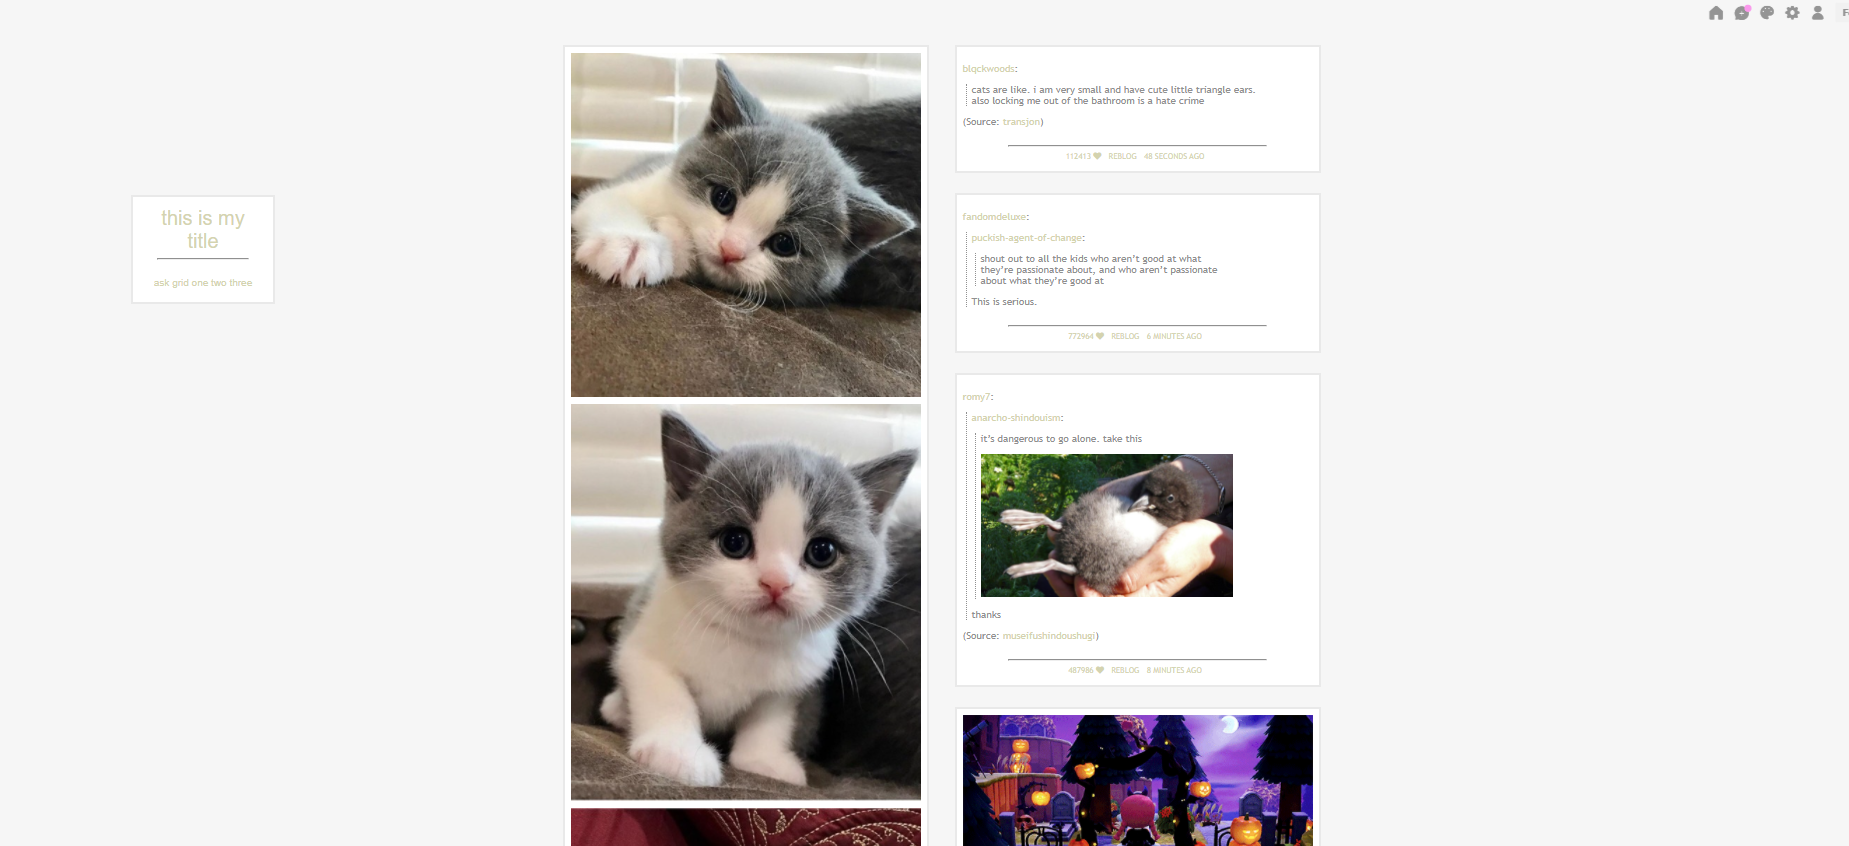 this is my
title
ask grid one two three
blqckwoods:
cats are like. i am very small and have cute little triangle ears.
also locking me out of the bathroom is a hate crime
(Source: transjon)
112413 REBLOG 48 SECONDS AGO
fandomdeluxe:
puckish-agent-of-change:
shout out to all the kids who aren’t good at what
they’re passionate about, and who aren’t passionate
about what they’re good at
This is serious.
772964 REBLOG 6 MINUTES AGO
romy7:
anarcho-shindouism:
it’s dangerous to go alone. take this
thanks
(Source: museifushindoushugi)
487986 REBLOG 8 MINUTES AGO